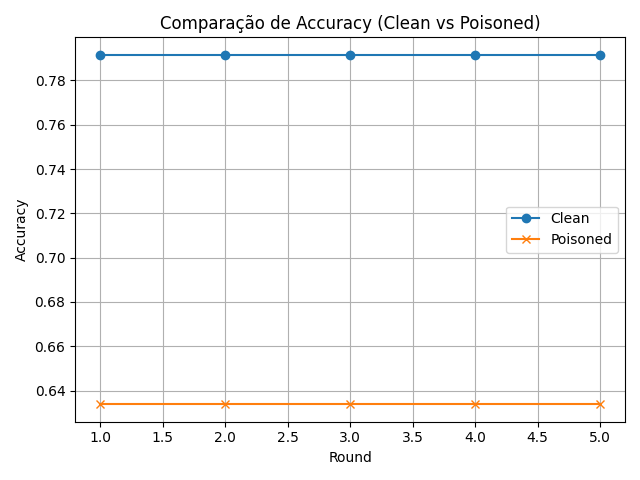 Comparação de Accuracy (Clean vs Poisoned)
0.78
0.76
0.74
0.72
0.70
0.68
0.66
0.64
Accuracy
Clean
Poisoned
1.0 1.5 2.0 2.5 3.0 3.5 4.0 4.5 5.0
Round